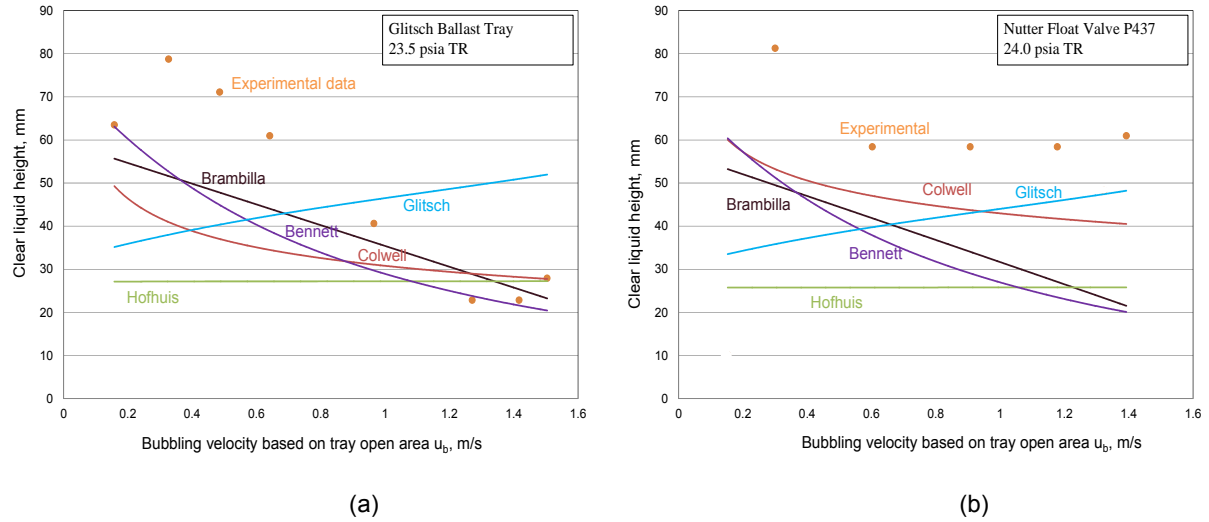 90
80
70
60
50
40
30
20
10
0
Clear liquid height, mm
Glitsch Ballast Tray
23.5 psia TR
Experimental data
Brambilla
Glitsch
Bennett
Colwell
Hofhuis
0 0.2 0.4 0.6 0.8 1 1.2 1.4 1.6
Bubbling velocity based on tray open area u_b, m/s
(a)
90
80
70
60
50
40
30
20
10
0
Clear liquid height, mm
Nutter Float Valve P437
24.0 psia TR
Experimental
Colwell
Glitsch
Brambilla
Bennett
Hofhuis
0 0.2 0.4 0.6 0.8 1 1.2 1.4 1.6
Bubbling velocity based on tray open area u_b, m/s
(b)